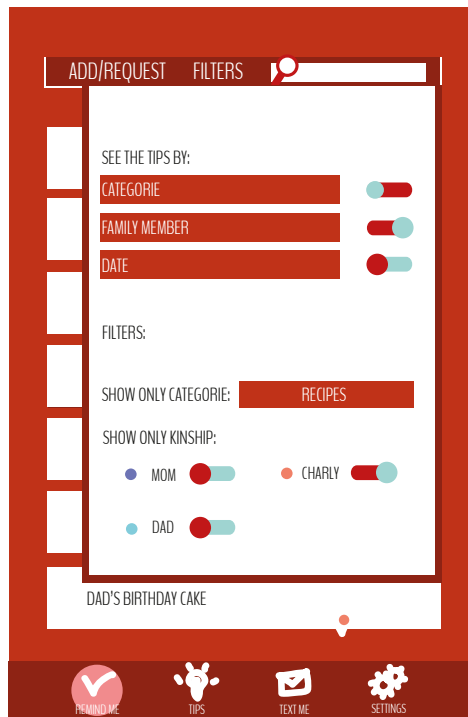 ADD/REQUEST FILTERS
SEE THE TIPS BY:
CATEGORIE
FAMILY MEMBER
DATE
FILTERS:
SHOW ONLY CATEGORIE: RECIPES
SHOW ONLY KINSHIP:
MOM CHARLY
DAD
DAD'S BIRTHDAY CAKE
REMIND ME TIPS TEXT ME SETTINGS